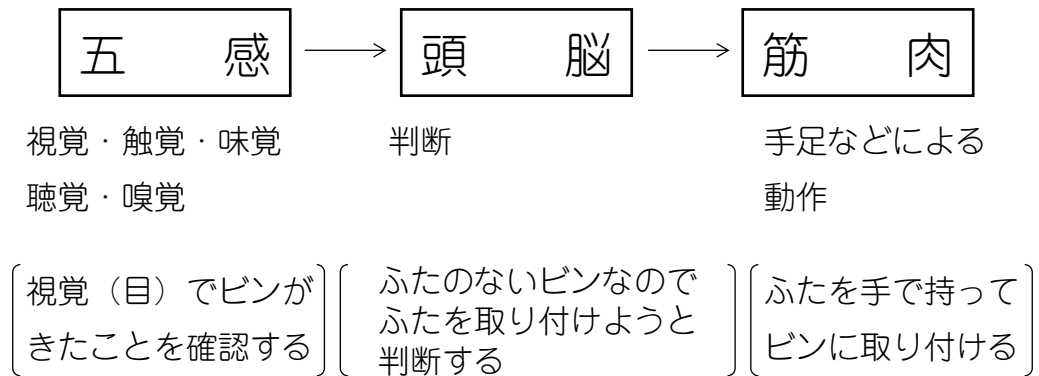 五　感
頭　脳
筋　肉
視覚・触覚・味覚
聴覚・嗅覚
判断
手足などによる
動作
視覚（目）でビンが
きたことを確認する
ふたのないビンなので
ふたを取り付けようと
判断する
ふたを手で持って
ビンに取り付ける